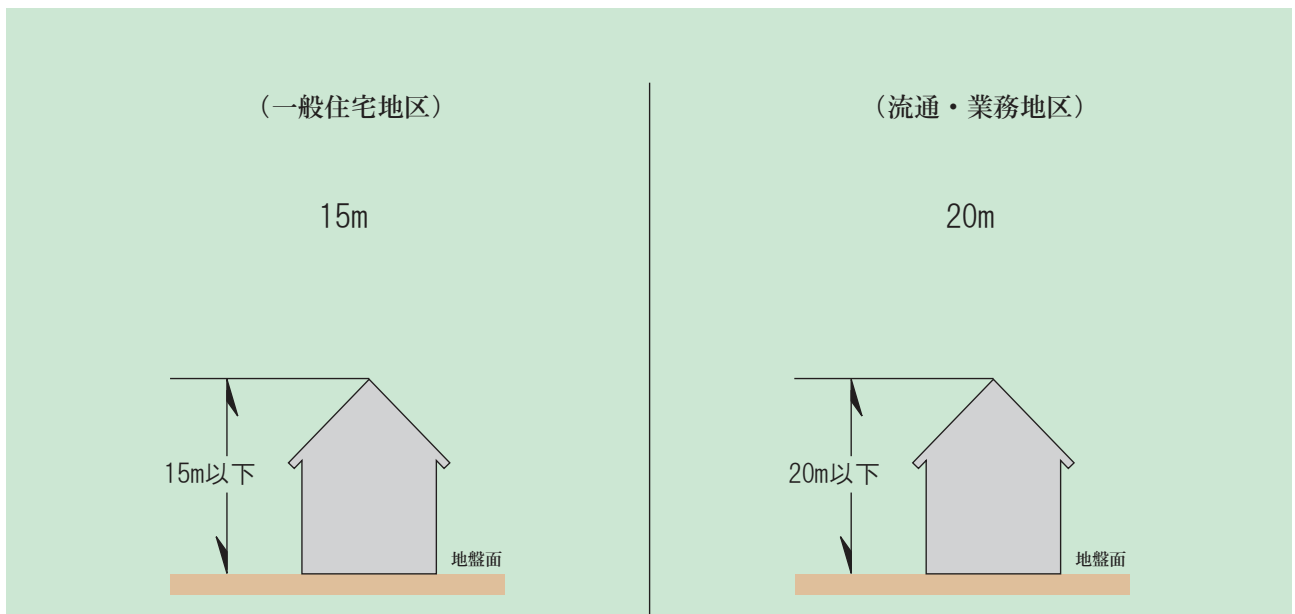 （一般住宅地区）
15m
15m以下
地盤面
（流通・業務地区）
20m
20m以下
地盤面